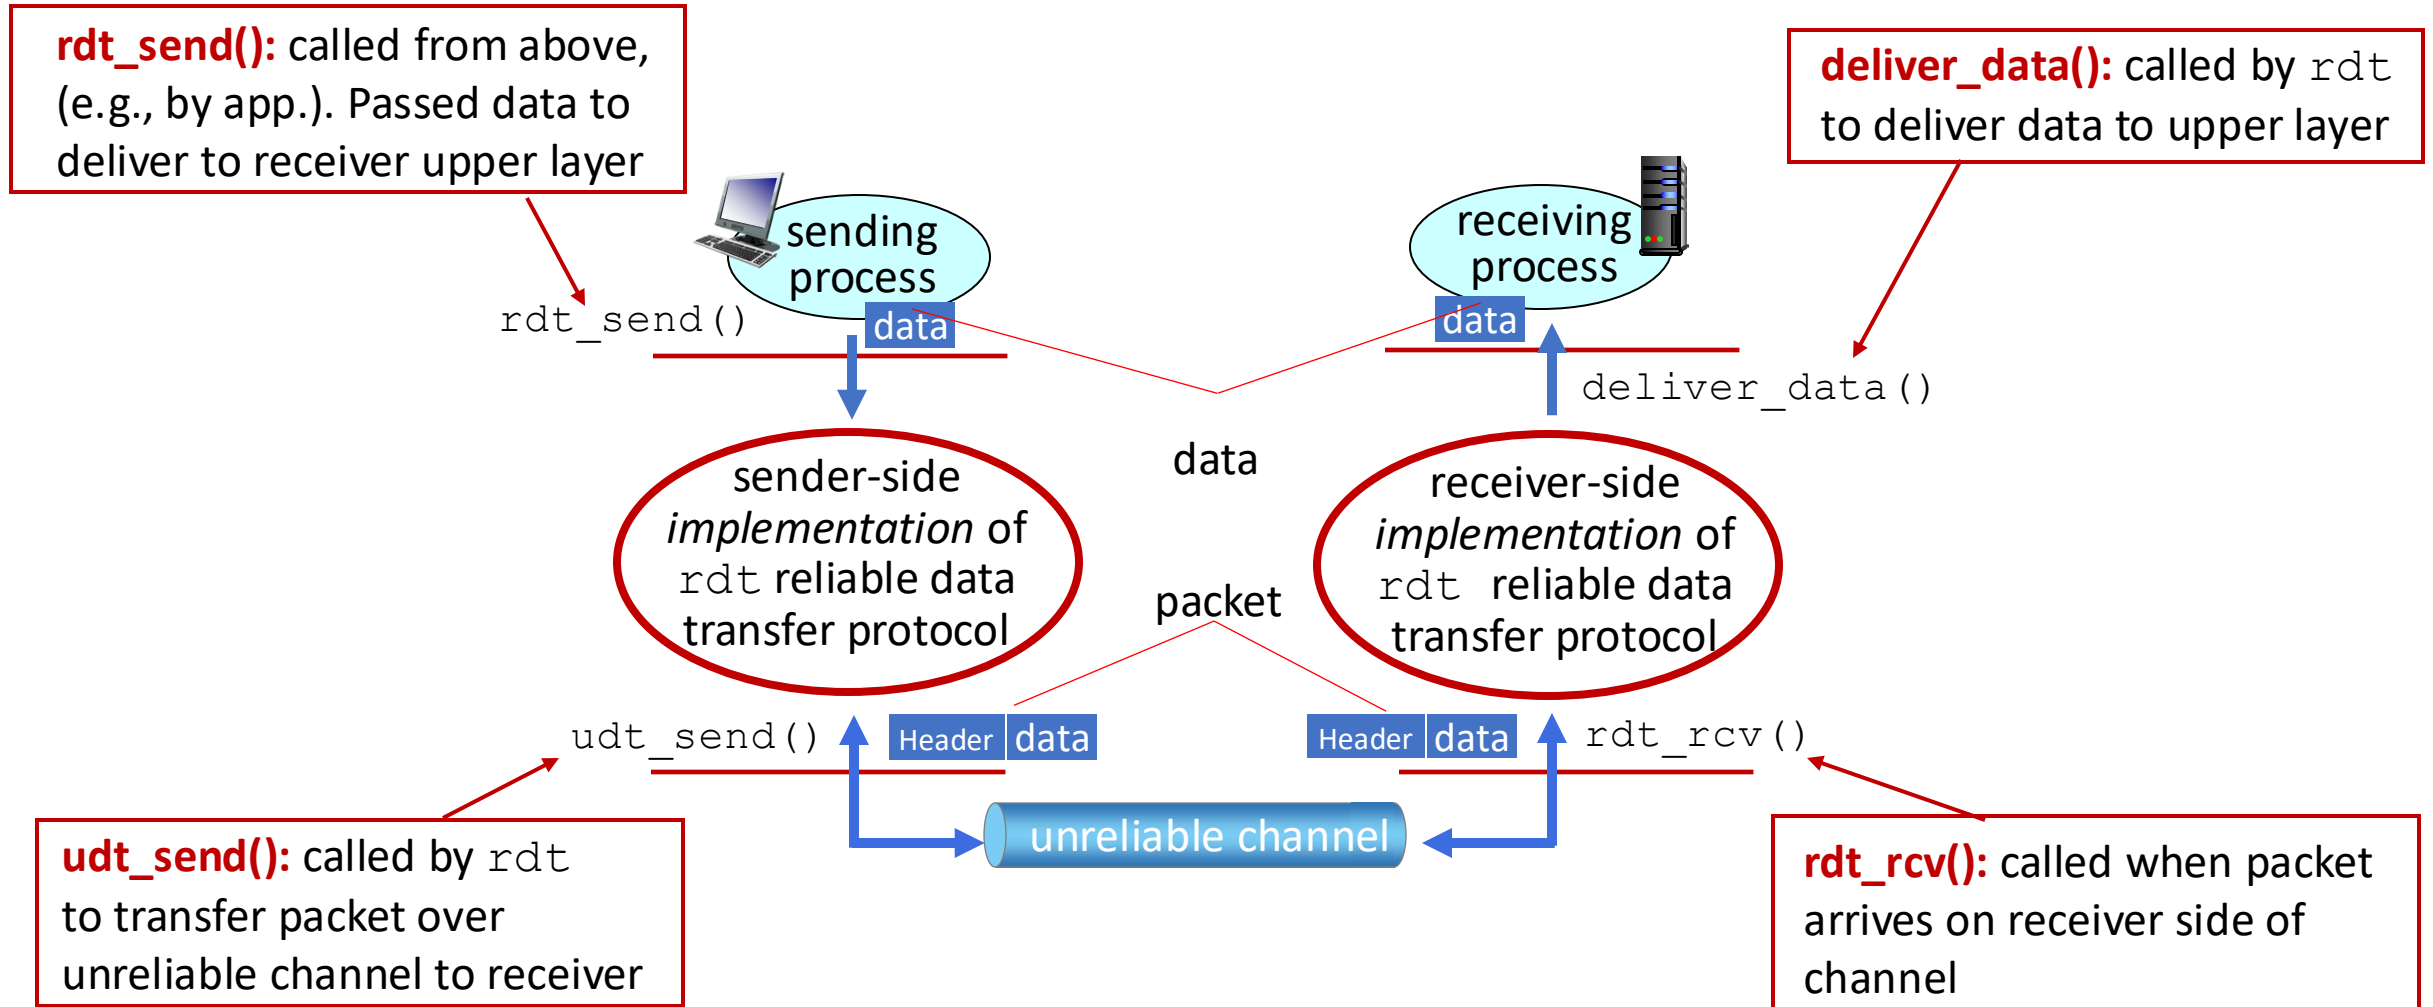 rdt_send(): called from above,
(e.g., by app.). Passed data to
deliver to receiver upper layer
deliver_data(): called by rdt
to deliver data to upper layer
sending
process
receiving
process
rdt_send()
data
data
deliver_data()
data
sender-side
implementation of
rdt reliable data
transfer protocol
receiver-side
implementation of
rdt reliable data
transfer protocol
packet
udt_send()
Header data
Header data
rdt_rcv()
unreliable channel
udt_send(): called by rdt
to transfer packet over
unreliable channel to receiver
rdt_rcv(): called when packet
arrives on receiver side of
channel